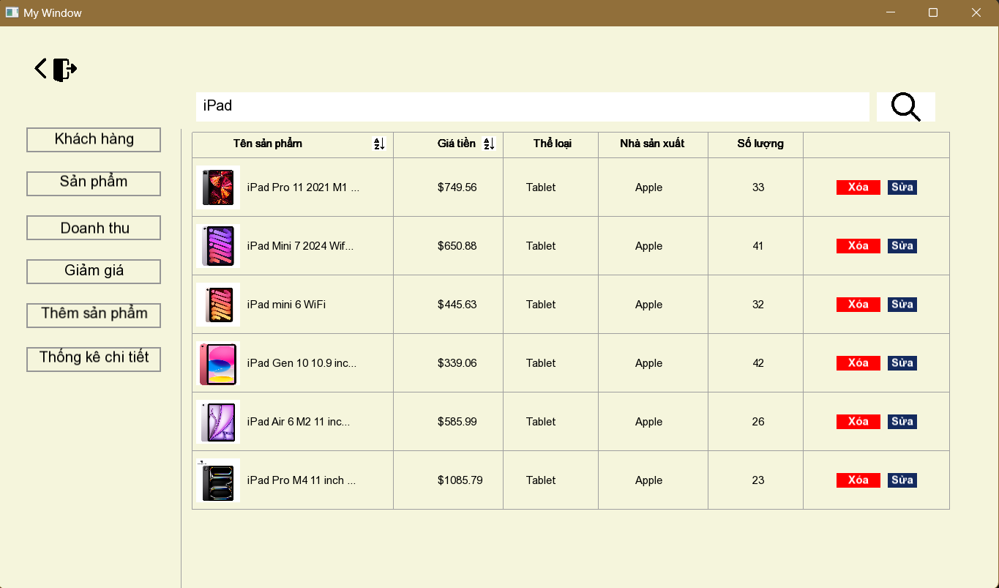 My Window
iPad
Khách hàng
Sản phẩm
Doanh thu
Giảm giá
Thêm sản phẩm
Thống kê chi tiết
Tên sản phẩm AZ Giá tiền AZ Thể loại Nhà sản xuất Số lượng
iPad Pro 11 2021 M1 ... $749.56 Tablet Apple 33 Xóa Sửa
iPad Mini 7 2024 Wif... $650.88 Tablet Apple 41 Xóa Sửa
iPad mini 6 WiFi $445.63 Tablet Apple 32 Xóa Sửa
iPad Gen 10 10.9 inc... $339.06 Tablet Apple 42 Xóa Sửa
iPad Air 6 M2 11 inc... $585.99 Tablet Apple 26 Xóa Sửa
iPad Pro M4 11 inch ... $1085.79 Tablet Apple 23 Xóa Sửa